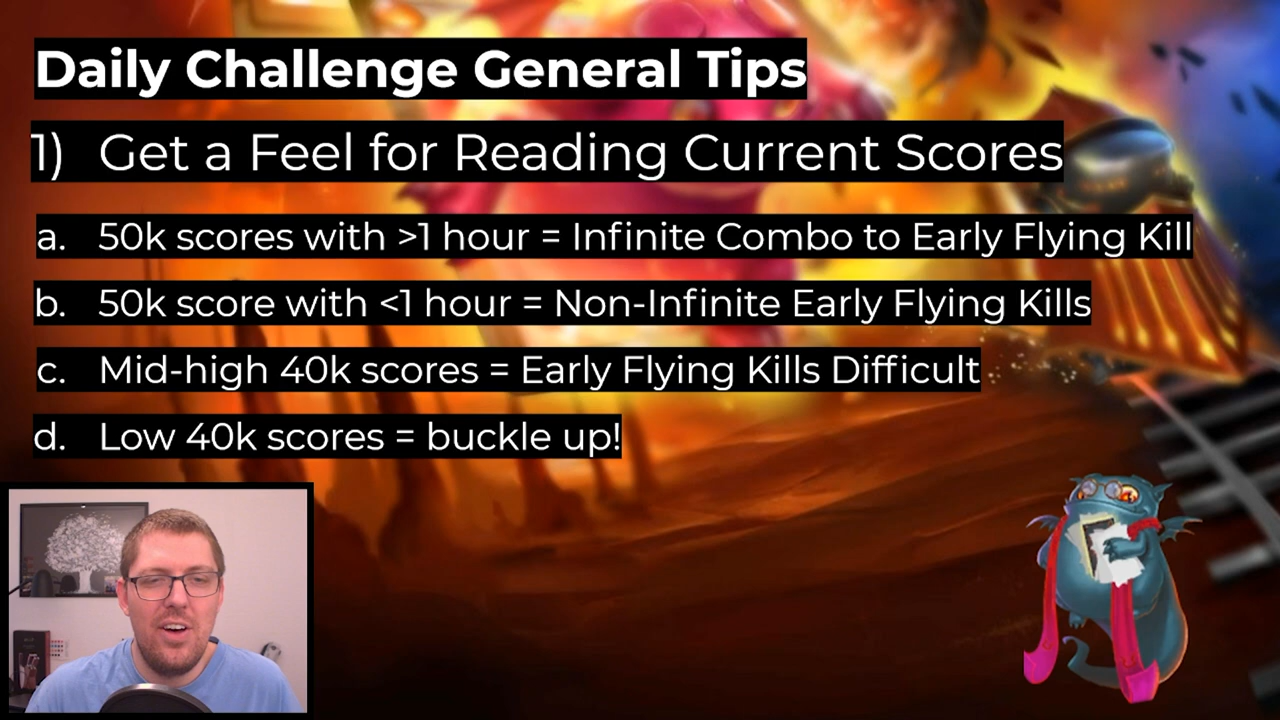 Daily Challenge General Tips
1) Get a Feel for Reading Current Scores
a. 50k scores with >1 hour = Infinite Combo to Early Flying Kill
b. 50k score with <1 hour = Non-Infinite Early Flying Kills
c. Mid-high 40k scores = Early Flying Kills Difficult
d. Low 40k scores = buckle up!